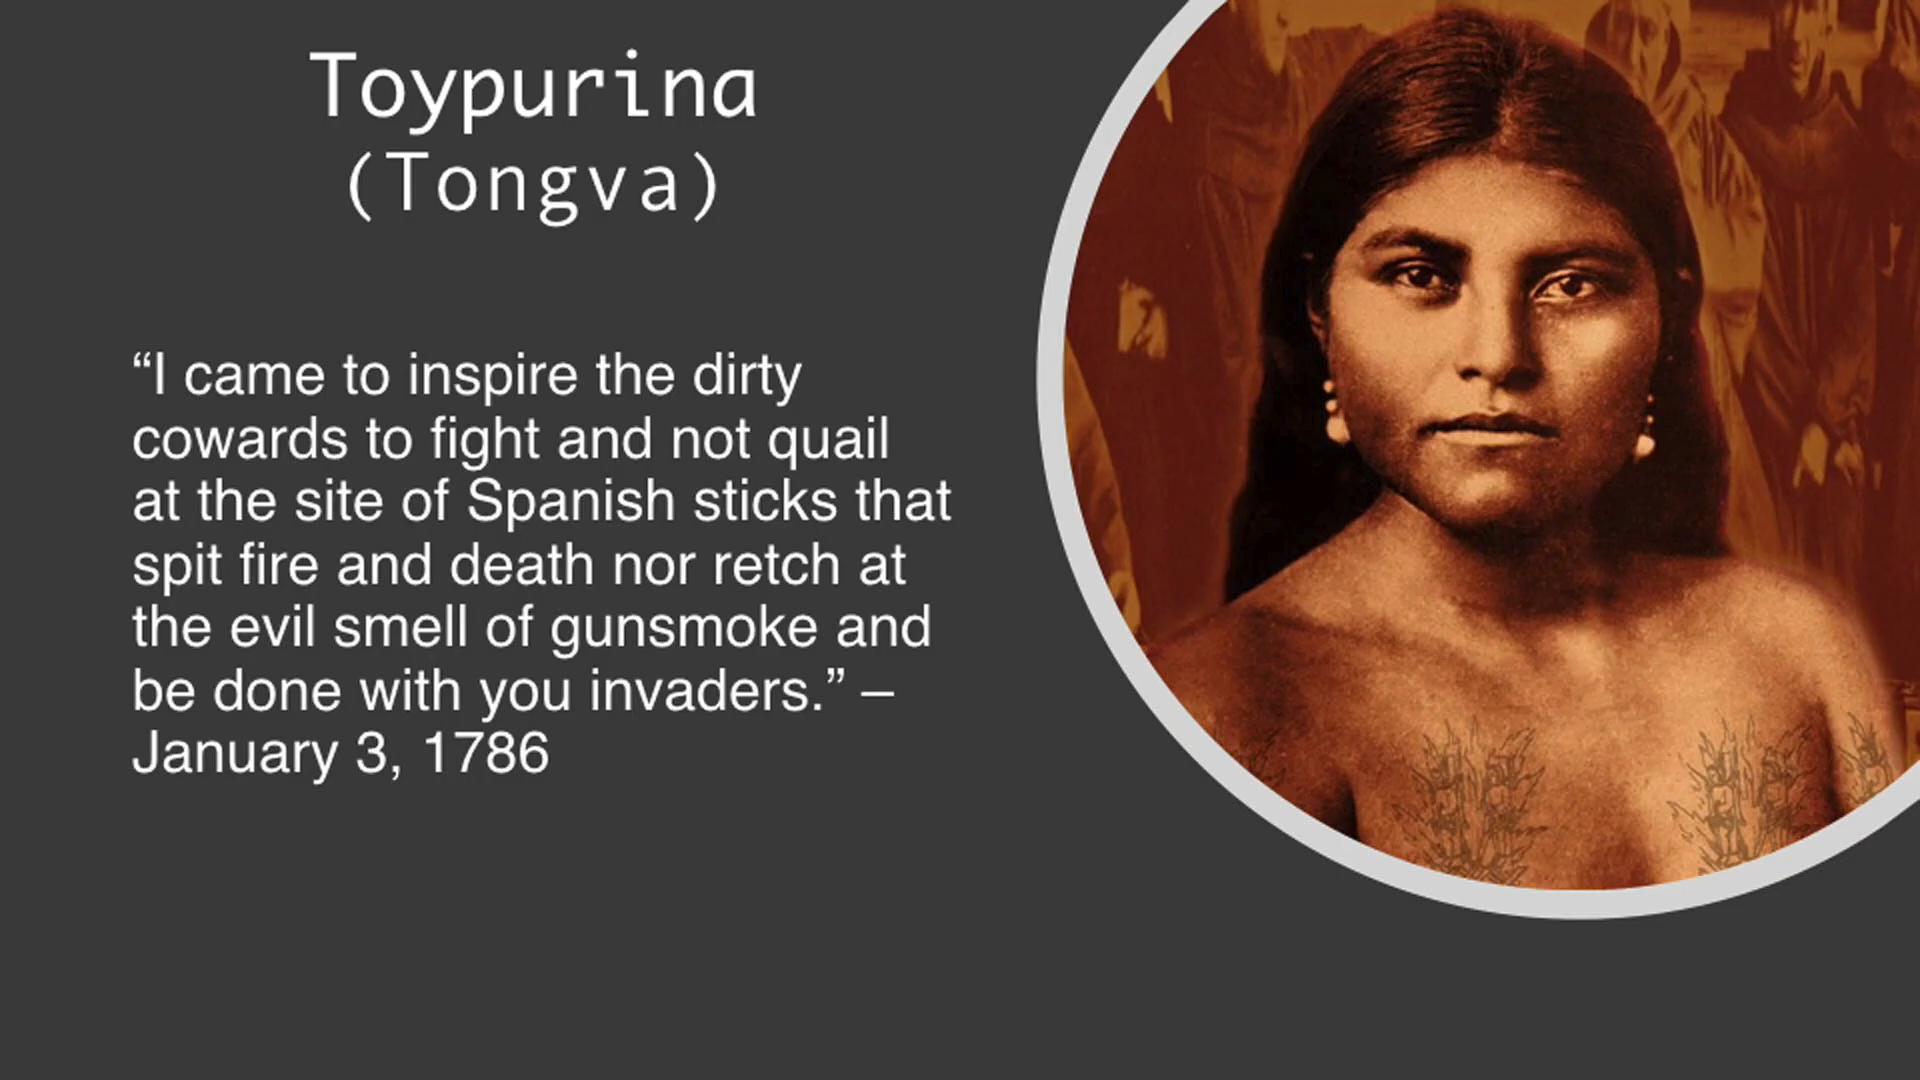 Toypurina
(Tongva)
“I came to inspire the dirty
cowards to fight and not quail
at the site of Spanish sticks that
spit fire and death nor retch at
the evil smell of gunsmoke and
be done with you invaders.” –
January 3, 1786